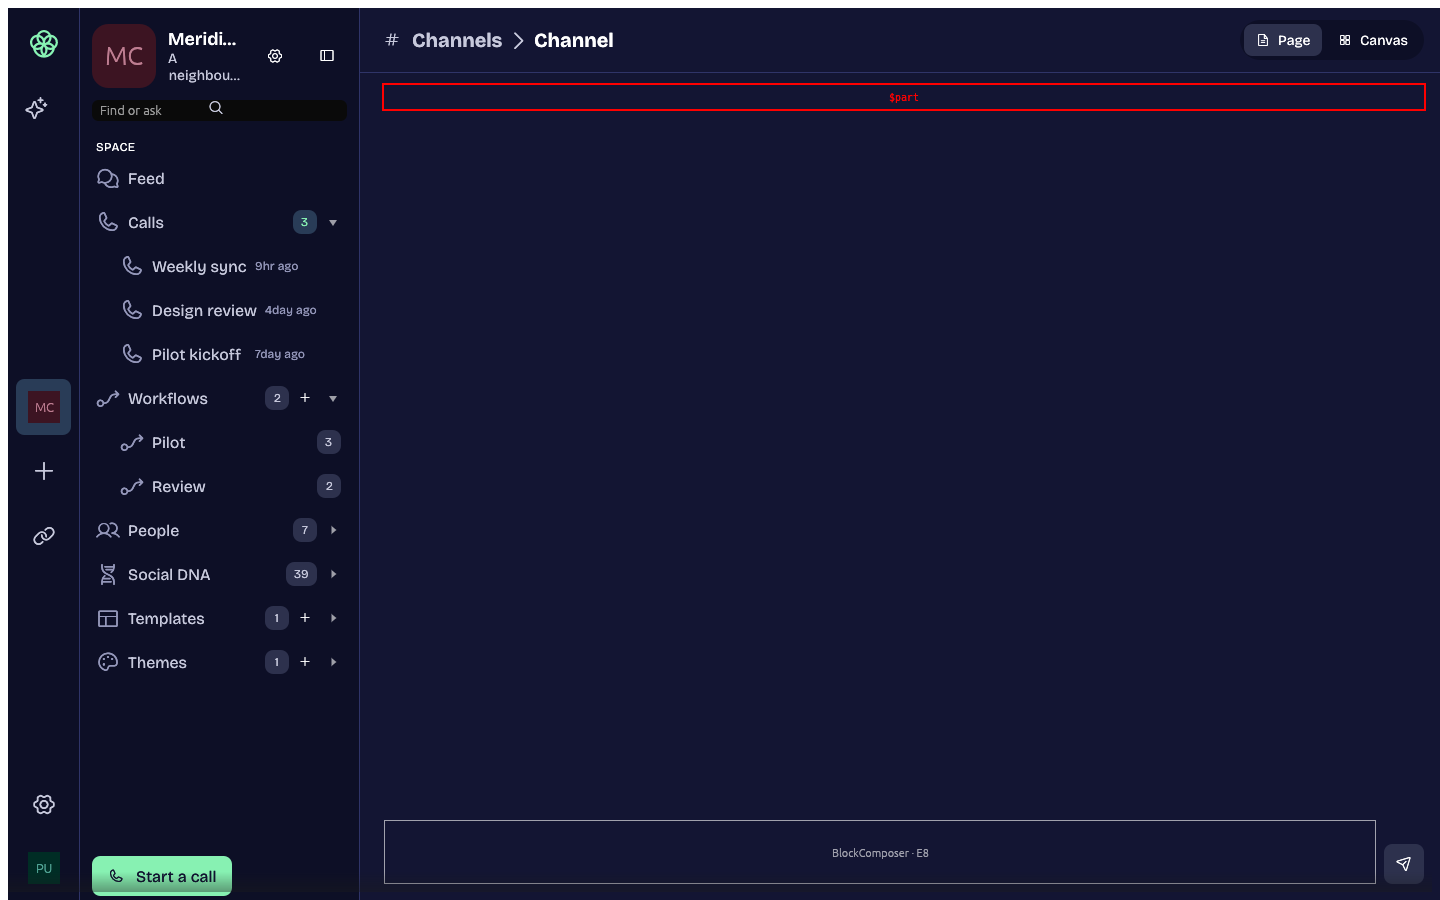 MC
Meridi...
A
neighbou...
Find or ask
SPACE
Feed
Calls 3
Weekly sync 9hr ago
Design review 4day ago
Pilot kickoff 7day ago
Workflows 2 +
Pilot 3
Review 2
People 7
Social DNA 39
Templates 1 +
Themes 1 +
Start a call
MC
PU
# Channels > Channel
Page
Canvas
$part
BlockComposer · E8